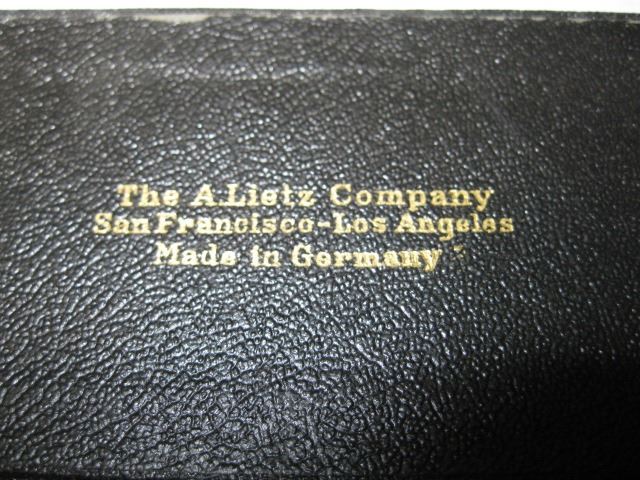 The A.Lietz Company
San Francisco-Los Angeles
Made in Germany